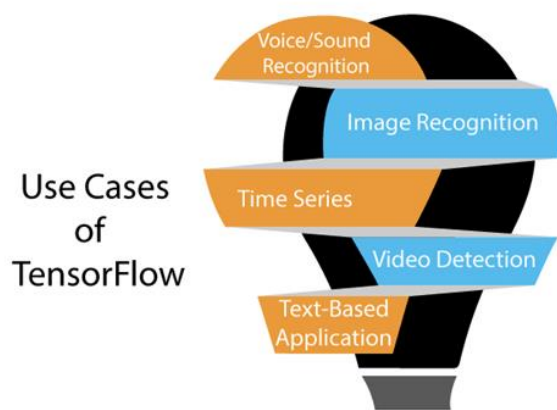 Use Cases
of
TensorFlow
Voice/Sound
Recognition
Image Recognition
Time Series
Video Detection
Text-Based
Application